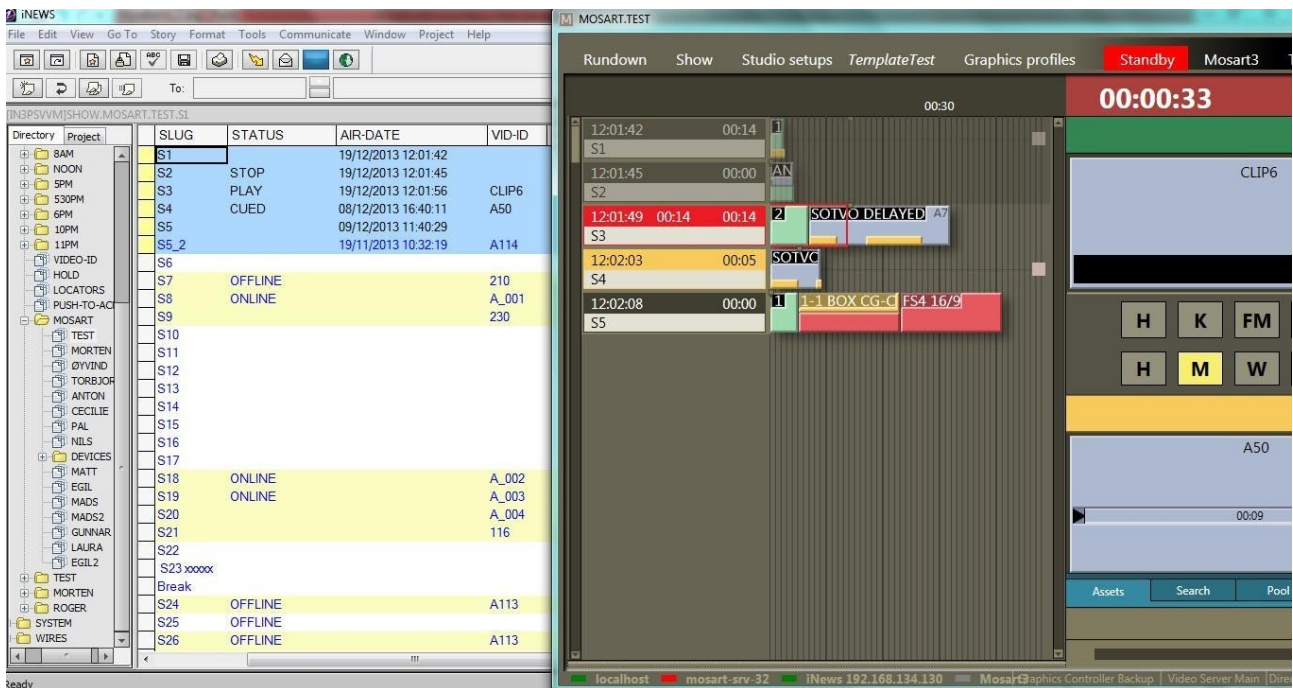 iNEWS
File Edit View Go To Story Format Tools Communicate Window Project Help
To:
[IN3PSVVM]SHOW.MOSART.TEST.S1
Directory Project
8AM
NOON
5PM
530PM
6PM
10PM
11PM
VIDEO-ID
HOLD
LOCATORS
PUSH-TO-ACI
MOSART
TEST
MORTEN
ØYVIND
TORBJOR
ANTON
CECILIE
PAL
NILS
DEVICES
MATT
EGIL
MADS
MADS2
GUNNAR
LAURA
EGIL2
TEST
MORTEN
ROGER
SYSTEM
WIRES
SLUG STATUS AIR-DATE VID-ID
S1 19/12/2013 12:01:42
S2 STOP 19/12/2013 12:01:45
S3 PLAY 19/12/2013 12:01:56 CLIP6
S4 CUED 08/12/2013 16:40:11 A50
S5 09/12/2013 11:40:29
S5_2 19/11/2013 10:32:19 A114
S6
S7 OFFLINE 210
S8 ONLINE A_001
S9 230
S10
S11
S12
S13
S14
S15
S16
S17
S18 ONLINE A_002
S19 ONLINE A_003
S20 A_004
S21 116
S22
S23 xxxxx
Break
S24 OFFLINE A113
S25 OFFLINE
S26 OFFLINE A113
Ready
M MOSART.TEST
Rundown Show Studio setups TemplateTest Graphics profiles Standby Mosart3
00:30
12:01:42 00:14 1
S1
12:01:45 00:00 AN
S2
12:01:49 00:14 00:14 2 SOTVO DELAYED A7
S3
12:02:03 00:05 SOTVO
S4
12:02:08 00:00 1 1-1 BOX CG-C FS4 16/9
S5
00:00:33
CLIP6
H K FM
H M W
A50
00:09
Assets Search Pool
localhost mosart-srv-32 iNews 192.168.134.130 Graphics Controller Backup | Video Server Main